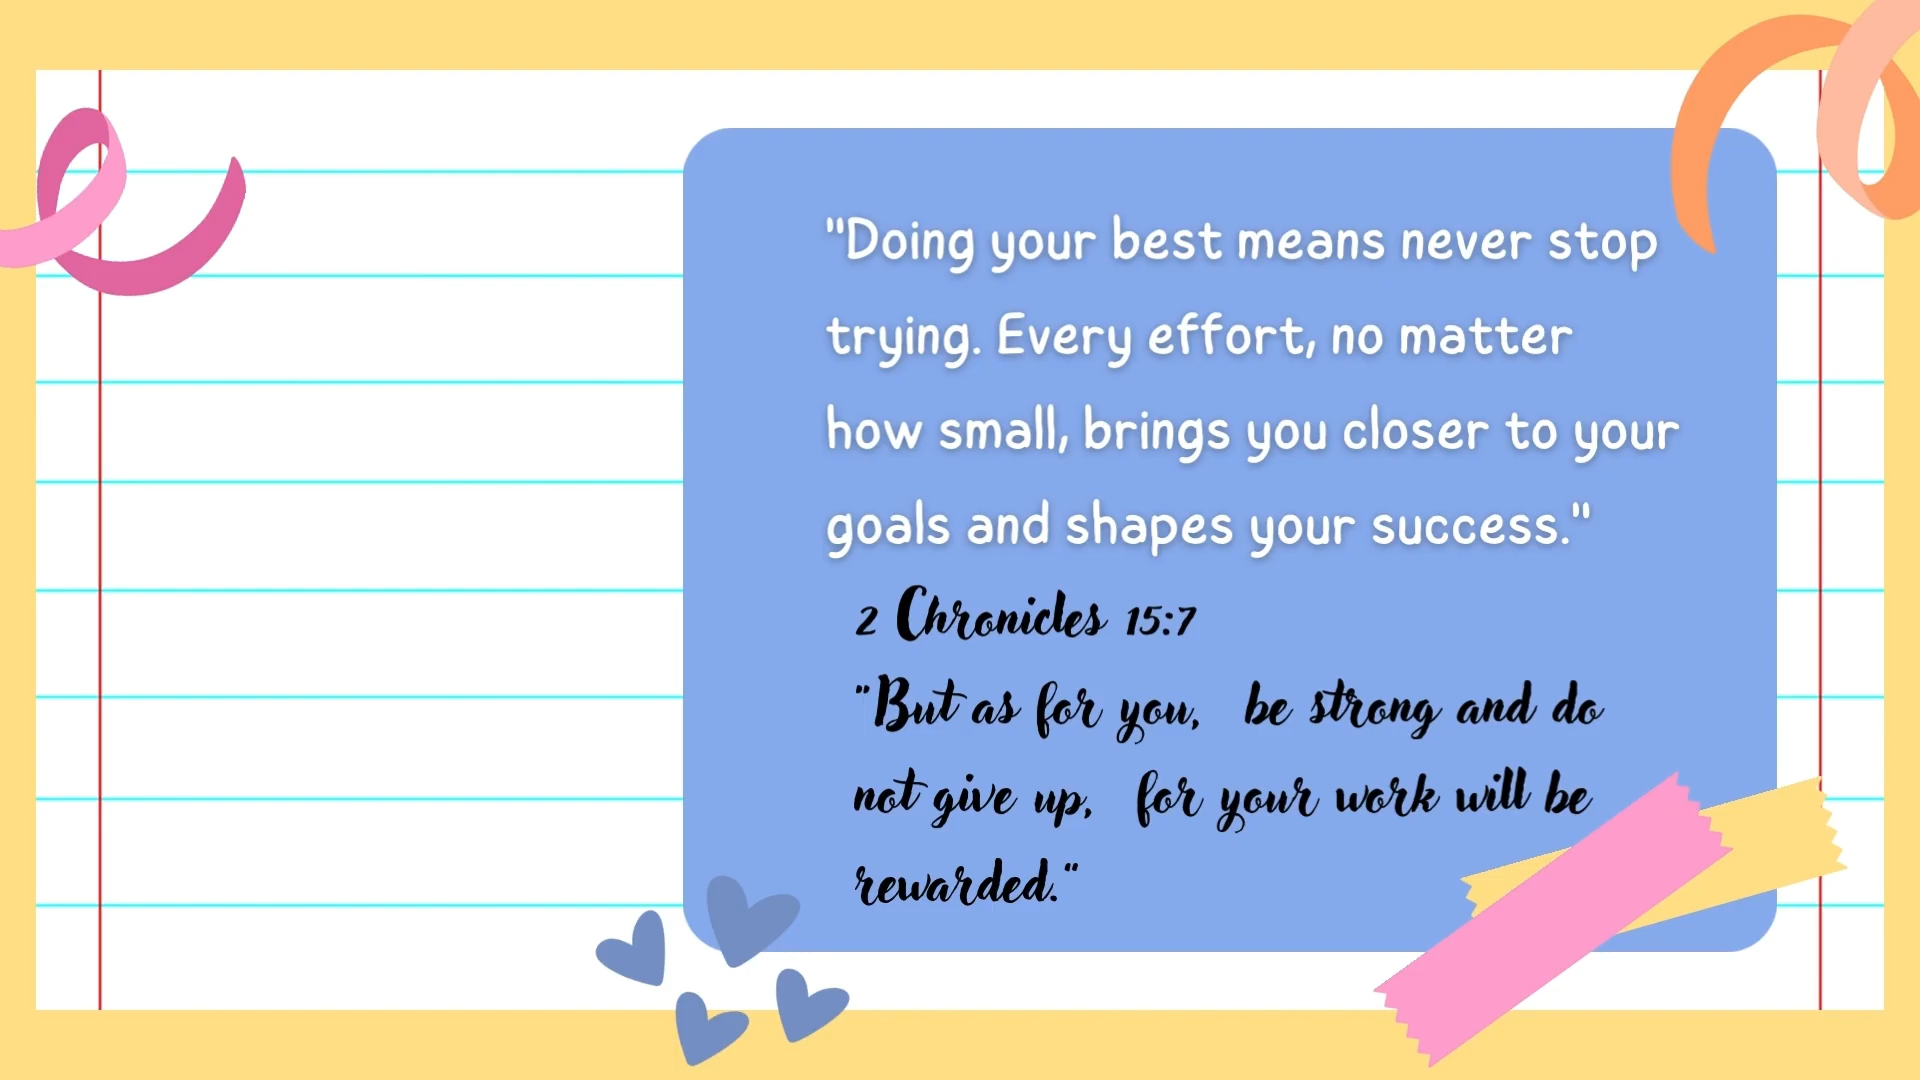 "Doing your best means never stop
trying. Every effort, no matter
how small, brings you closer to your
goals and shapes your success."
2 Chronicles 15:7
"But as for you, be strong and do
not give up, for your work will be
rewarded."